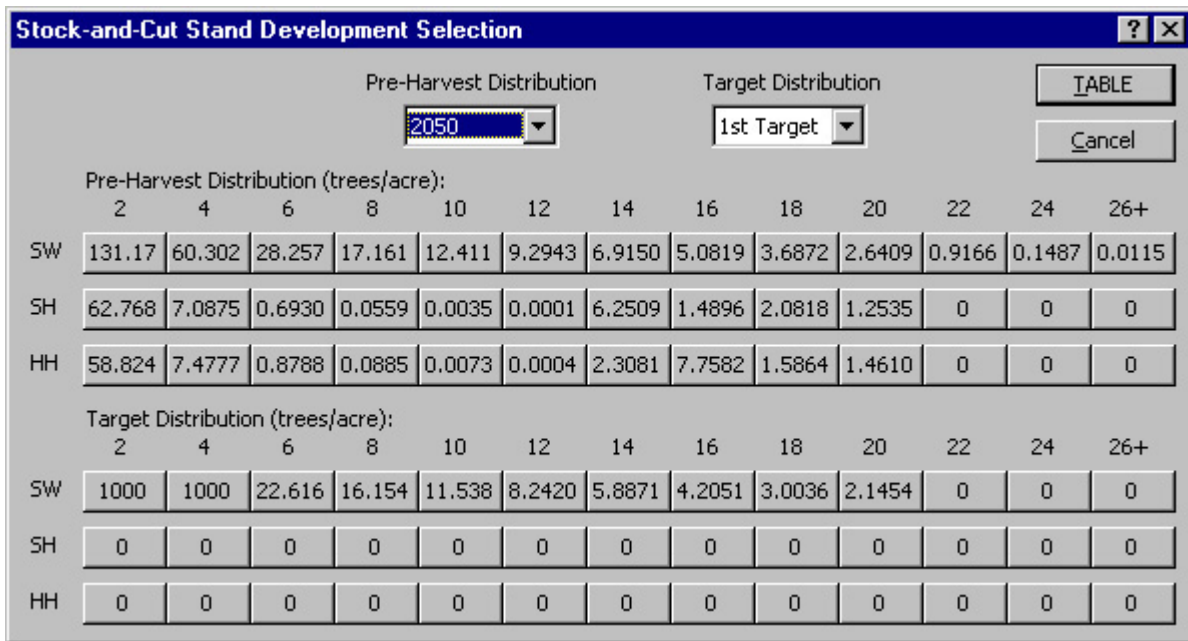 Stock-and-Cut Stand Development Selection ? ×
Pre-Harvest Distribution Target Distribution TABLE
2050 1st Target
Cancel
Pre-Harvest Distribution (trees/acre):
2 4 6 8 10 12 14 16 18 20 22 24 26+
SW 131.17 60.302 28.257 17.161 12.411 9.2943 6.9150 5.0819 3.6872 2.6409 0.9166 0.1487 0.0115
SH 62.768 7.0875 0.6930 0.0559 0.0035 0.0001 6.2509 1.4896 2.0818 1.2535 0 0 0
HH 58.824 7.4777 0.8788 0.0885 0.0073 0.0004 2.3081 7.7582 1.5864 1.4610 0 0 0
Target Distribution (trees/acre):
2 4 6 8 10 12 14 16 18 20 22 24 26+
SW 1000 1000 22.616 16.154 11.538 8.2420 5.8871 4.2051 3.0036 2.1454 0 0 0
SH 0 0 0 0 0 0 0 0 0 0 0 0 0
HH 0 0 0 0 0 0 0 0 0 0 0 0 0